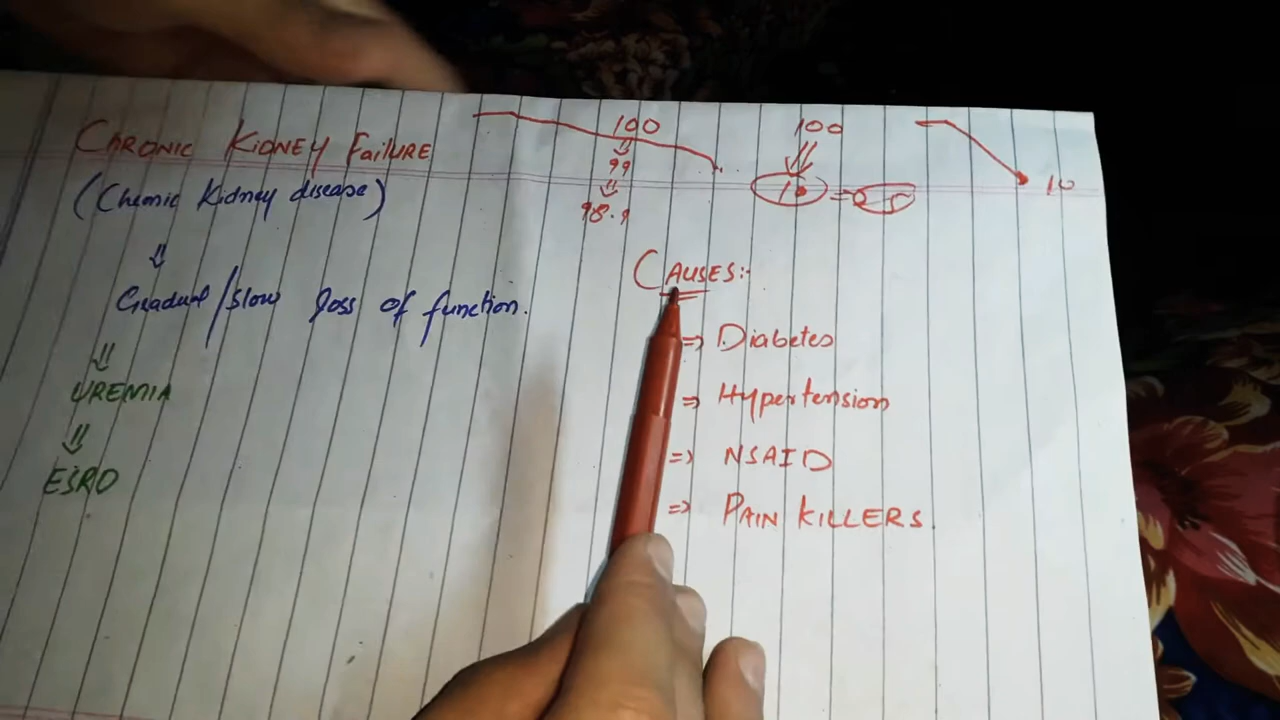 CHRONIC KIDNEY FAILURE
(Chronic Kidney disease)
⇓
Gradual/slow loss of function.
⇓
UREMIA
⇓
ESRD
100
⇓
99
⇓
98.9
100
⇓
10
10
CAUSES:-
⇒ Diabetes
⇒ Hypertension
⇒ NSAID
⇒ PAIN KILLERS